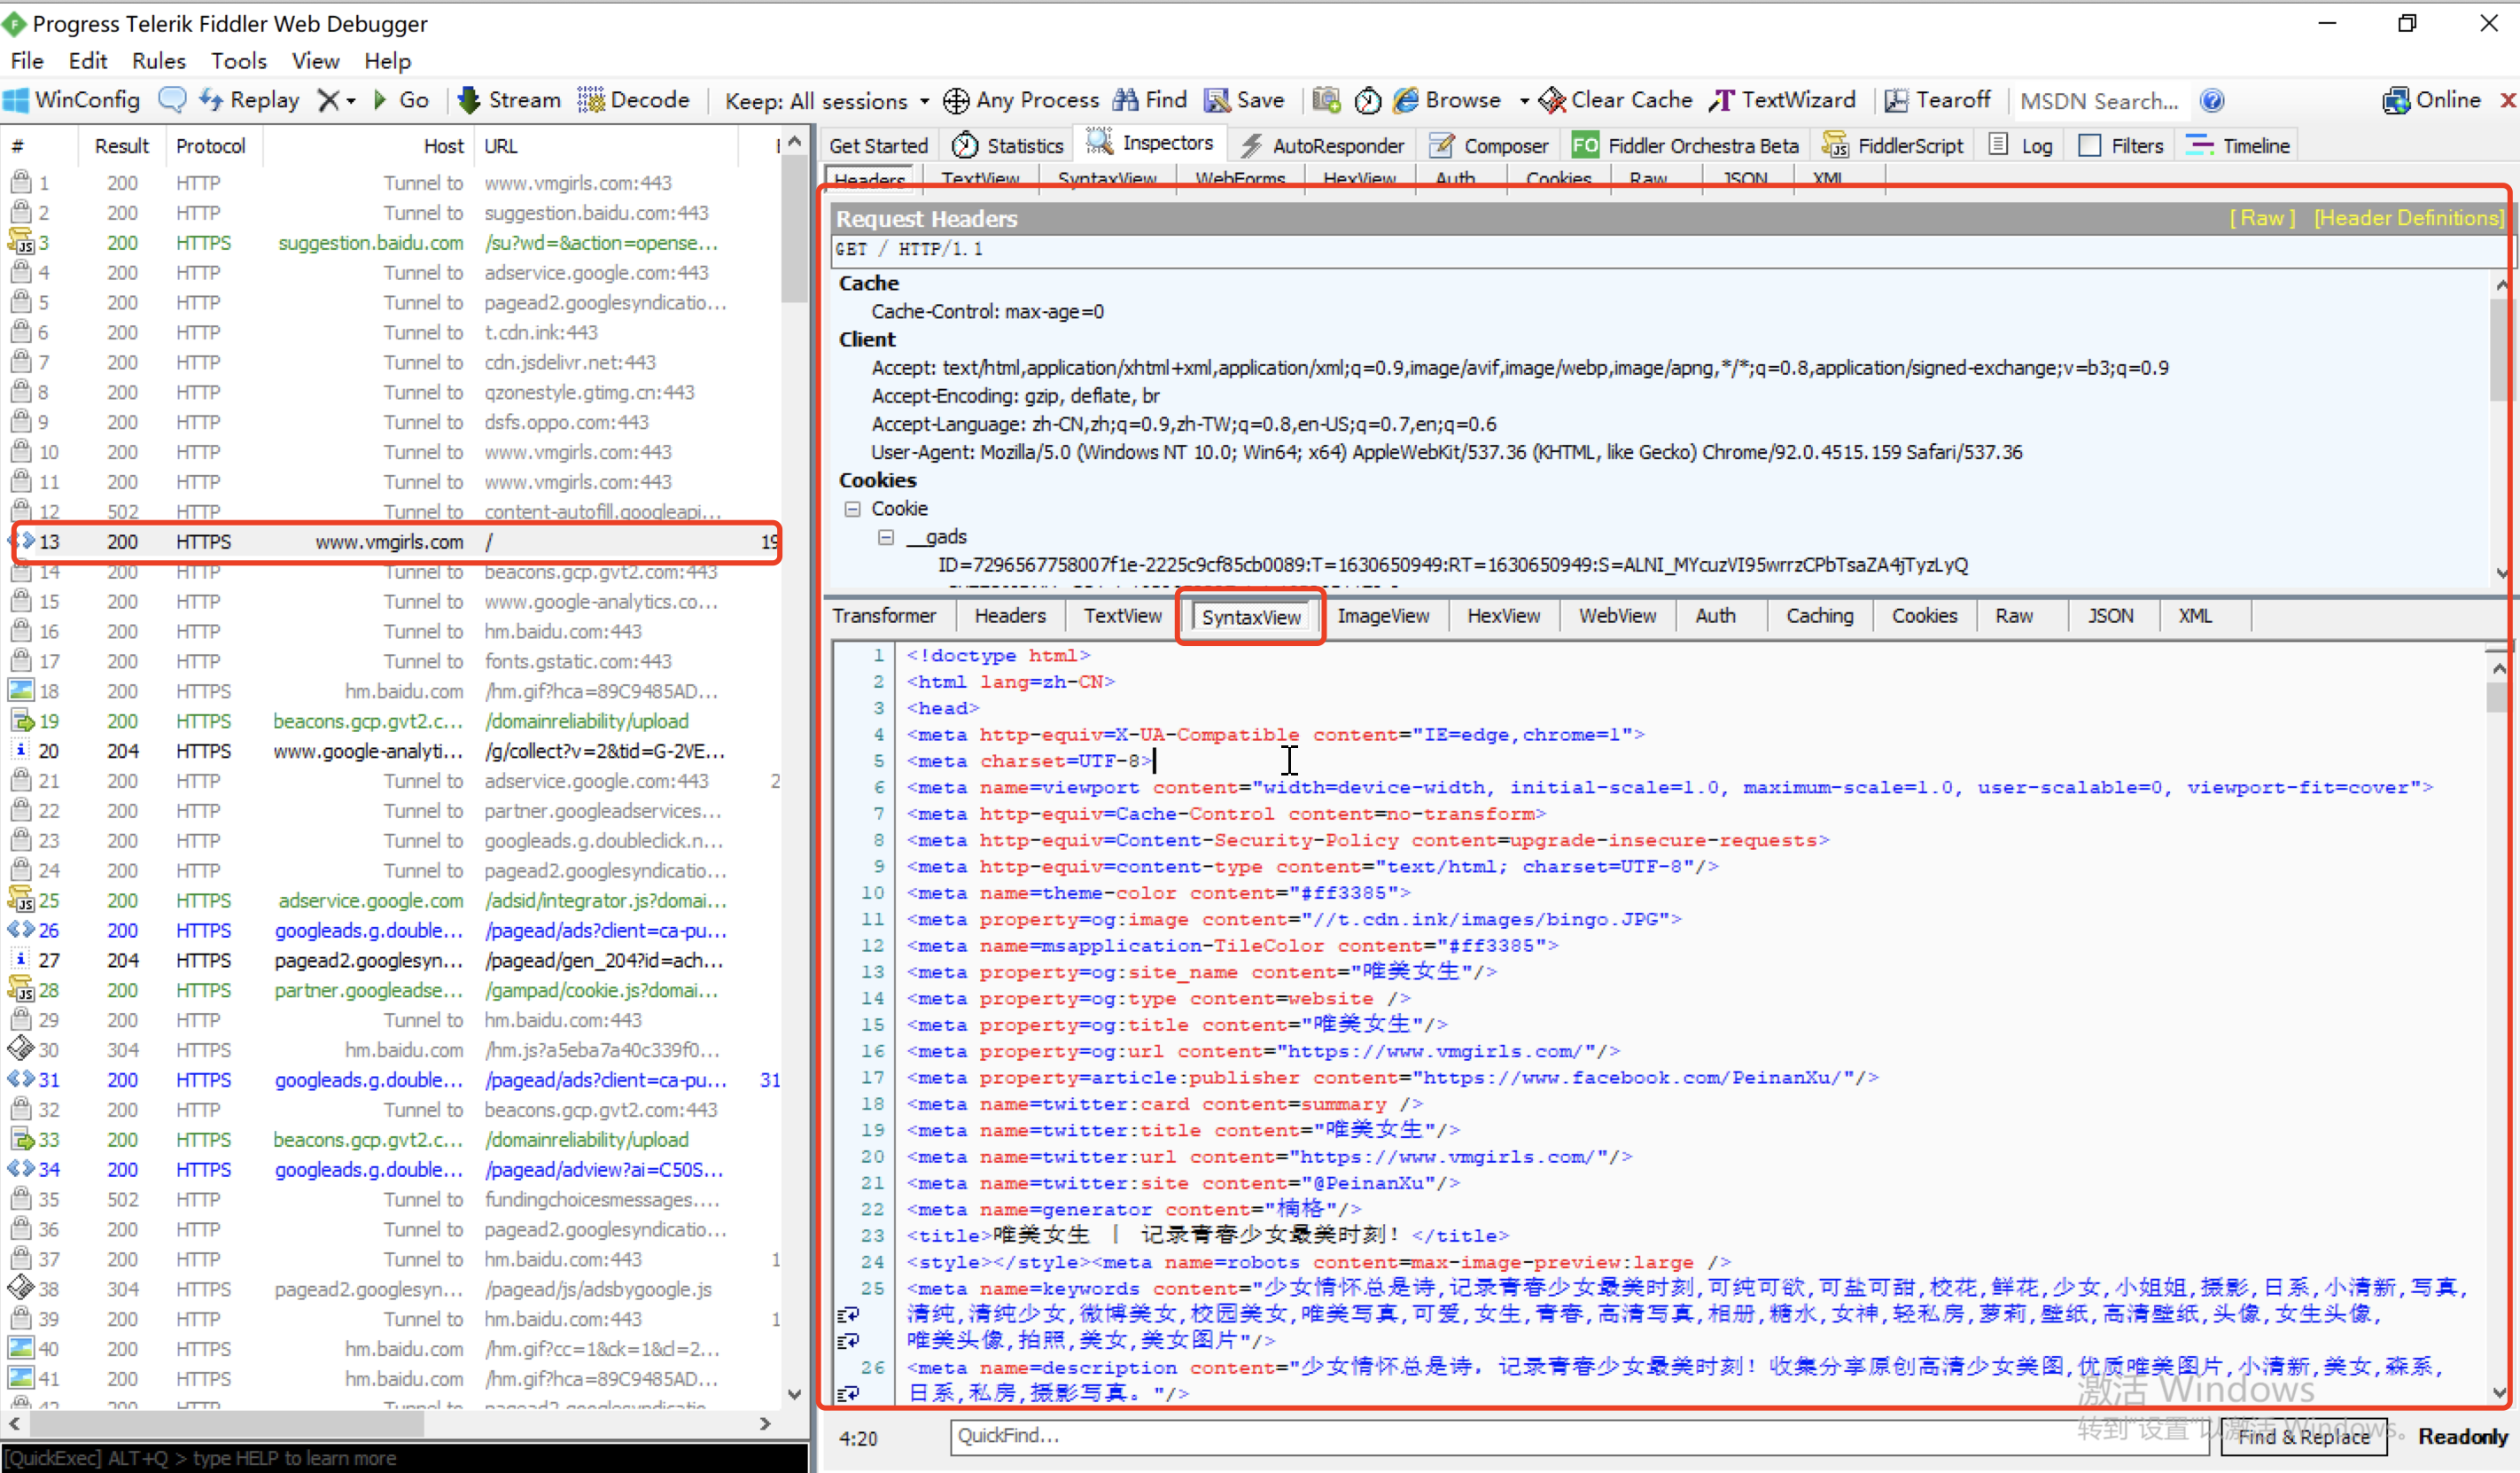 Progress Telerik Fiddler Web Debugger
File Edit Rules Tools View Help
WinConfig Replay Go Stream Decode Keep: All sessions Any Process Find Save Browse Clear Cache TextWizard Tearoff MSDN Search... Online
# Result Protocol Host URL
1 200 HTTP Tunnel to www.vmgirls.com:443
2 200 HTTP Tunnel to suggestion.baidu.com:443
3 200 HTTPS suggestion.baidu.com /su?wd=&action=opense...
4 200 HTTP Tunnel to adservice.google.com:443
5 200 HTTP Tunnel to pagead2.googlesyndicatio...
6 200 HTTP Tunnel to t.cdn.ink:443
7 200 HTTP Tunnel to cdn.jsdelivr.net:443
8 200 HTTP Tunnel to qzonestyle.gtimg.cn:443
9 200 HTTP Tunnel to dsfs.oppo.com:443
10 200 HTTP Tunnel to www.vmgirls.com:443
11 200 HTTP Tunnel to www.vmgirls.com:443
12 502 HTTP Tunnel to content-autofill.googleapi...
13 200 HTTPS www.vmgirls.com / 19
14 200 HTTP Tunnel to beacons.gcp.gvt2.com:443
15 200 HTTP Tunnel to www.google-analytics.co...
16 200 HTTP Tunnel to hm.baidu.com:443
17 200 HTTP Tunnel to fonts.gstatic.com:443
18 200 HTTPS hm.baidu.com /hm.gif?hca=89C9485AD...
19 200 HTTPS beacons.gcp.gvt2.c... /domainreliability/upload
20 204 HTTPS www.google-analyti... /g/collect?v=2&tid=G-2VE...
21 200 HTTP Tunnel to adservice.google.com:443 2
22 200 HTTP Tunnel to partner.googleadservices...
23 200 HTTP Tunnel to googleads.g.doubleclick.n...
24 200 HTTP Tunnel to pagead2.googlesyndicatio...
25 200 HTTPS adservice.google.com /adsid/integrator.js?domai...
26 200 HTTPS googleads.g.double... /pagead/ads?client=ca-pu...
27 204 HTTPS pagead2.googlesyn... /pagead/gen_204?id=ach...
28 200 HTTPS partner.googleadse... /gampad/cookie.js?domai...
29 200 HTTP Tunnel to hm.baidu.com:443
30 304 HTTPS hm.baidu.com /hm.js?a5eba7a40c339f0...
31 200 HTTPS googleads.g.double... /pagead/ads?client=ca-pu... 31
32 200 HTTP Tunnel to beacons.gcp.gvt2.com:443
33 200 HTTPS beacons.gcp.gvt2.c... /domainreliability/upload
34 200 HTTPS googleads.g.double... /pagead/adview?ai=C50S...
35 502 HTTP Tunnel to fundingchoicesmessages....
36 200 HTTP Tunnel to pagead2.googlesyndicatio...
37 200 HTTP Tunnel to hm.baidu.com:443 1
38 304 HTTPS pagead2.googlesyn... /pagead/js/adsbygoogle.js
39 200 HTTP Tunnel to hm.baidu.com:443 1
40 200 HTTPS hm.baidu.com /hm.gif?cc=1&ck=1&cl=2...
41 200 HTTPS hm.baidu.com /hm.gif?hca=89C9485AD...
42 200 HTTP Tunnel to pagead2.googlesyndicatio
[QuickExec] ALT+Q > type HELP to learn more
Get Started Statistics Inspectors AutoResponder Composer FO Fiddler Orchestra Beta FiddlerScript Log Filters Timeline
Headers TextView SyntaxView WebForms HexView Auth Cookies Raw JSON XML
Request Headers [ Raw ] [Header Definitions]
GET / HTTP/1.1
Cache
Cache-Control: max-age=0
Client
Accept: text/html,application/xhtml+xml,application/xml;q=0.9,image/avif,image/webp,image/apng,*/*;q=0.8,application/signed-exchange;v=b3;q=0.9
Accept-Encoding: gzip, deflate, br
Accept-Language: zh-CN,zh;q=0.9,zh-TW;q=0.8,en-US;q=0.7,en;q=0.6
User-Agent: Mozilla/5.0 (Windows NT 10.0; Win64; x64) AppleWebKit/537.36 (KHTML, like Gecko) Chrome/92.0.4515.159 Safari/537.36
Cookies
Cookie
__gads
ID=7296567758007f1e-2225c9cf85cb0089:T=1630650949:RT=1630650949:S=ALNI_MYcuzVI95wrrzCPbTsaZA4jTyzLyQ
Transformer Headers TextView SyntaxView ImageView HexView WebView Auth Caching Cookies Raw JSON XML
1 <!doctype html>
2 <html lang=zh-CN>
3 <head>
4 <meta http-equiv=X-UA-Compatible content="IE=edge,chrome=1">
5 <meta charset=UTF-8>
6 <meta name=viewport content="width=device-width, initial-scale=1.0, maximum-scale=1.0, user-scalable=0, viewport-fit=cover">
7 <meta http-equiv=Cache-Control content=no-transform>
8 <meta http-equiv=Content-Security-Policy content=upgrade-insecure-requests>
9 <meta http-equiv=content-type content="text/html; charset=UTF-8"/>
10 <meta name=theme-color content="#ff3385">
11 <meta property=og:image content="//t.cdn.ink/images/bingo.JPG">
12 <meta name=msapplication-TileColor content="#ff3385">
13 <meta property=og:site_name content="唯美女生"/>
14 <meta property=og:type content=website />
15 <meta property=og:title content="唯美女生"/>
16 <meta property=og:url content="https://www.vmgirls.com/"/>
17 <meta property=article:publisher content="https://www.facebook.com/PeinanXu/"/>
18 <meta name=twitter:card content=summary />
19 <meta name=twitter:title content="唯美女生"/>
20 <meta name=twitter:url content="https://www.vmgirls.com/"/>
21 <meta name=twitter:site content="@PeinanXu"/>
22 <meta name=generator content="楠格"/>
23 <title>唯美女生 | 记录青春少女最美时刻！</title>
24 <style></style><meta name=robots content=max-image-preview:large />
25 <meta name=keywords content="少女情怀总是诗,记录青春少女最美时刻,可纯可欲,可盐可甜,校花,鲜花,少女,小姐姐,摄影,日系,小清新,写真,
清纯,清纯少女,微博美女,校园美女,唯美写真,可爱,女生,青春,高清写真,相册,糖水,女神,轻私房,萝莉,壁纸,高清壁纸,头像,女生头像,
唯美头像,拍照,美女,美女图片"/>
26 <meta name=description content="少女情怀总是诗，记录青春少女最美时刻！收集分享原创高清少女美图,优质唯美图片,小清新,美女,森系,
日系,私房,摄影写真。"/>
激活 Windows
转到"设置"以激活 Windows。
4:20 QuickFind... Find & Replace Readonly